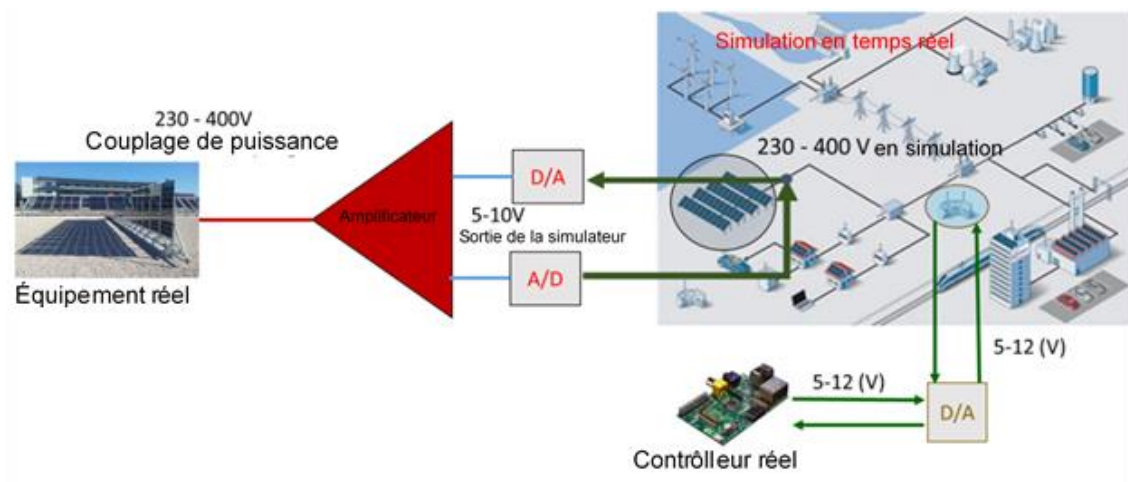 Simulation en temps réel
230 - 400V
Couplage de puissance
230 - 400 V en simulation
D/A
Amplificateur
5-10V
Sortie de la simulateur
A/D
Équipement réel
5-12 (V)
5-12 (V)
D/A
Contrôlleur réel